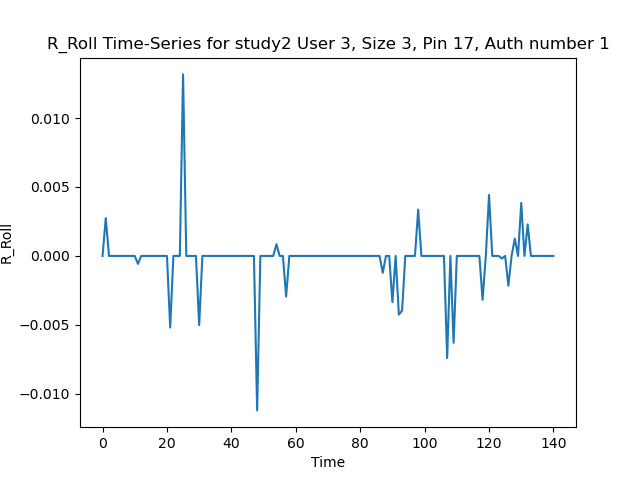 R_Roll Time-Series for study2 User 3, Size 3, Pin 17, Auth number 1
0.010
0.005
0.000
−0.005
−0.010
R_Roll
0 20 40 60 80 100 120 140
Time